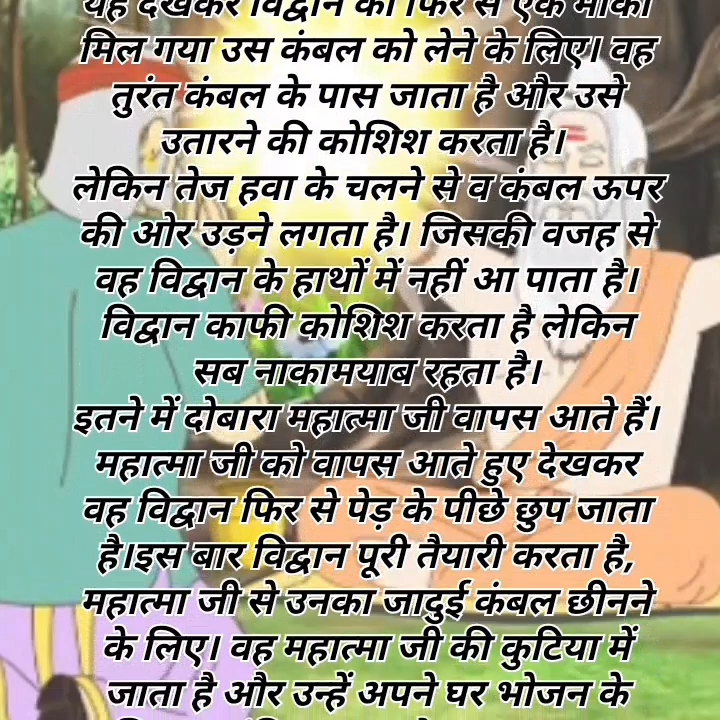 यह देखकर विद्वान को फिर से एक मौका
मिल गया उस कंबल को लेने के लिए। वह
तुरंत कंबल के पास जाता है और उसे
उतारने की कोशिश करता है।
लेकिन तेज हवा के चलने से व कंबल ऊपर
की ओर उड़ने लगता है। जिसकी वजह से
वह विद्वान के हाथों में नहीं आ पाता है।
विद्वान काफी कोशिश करता है लेकिन
सब नाकामयाब रहता है।
इतने में दोबारा महात्मा जी वापस आते हैं।
महात्मा जी को वापस आते हुए देखकर
वह विद्वान फिर से पेड़ के पीछे छुप जाता
है।इस बार विद्वान पूरी तैयारी करता है,
महात्मा जी से उनका जादुई कंबल छीनने
के लिए। वह महात्मा जी की कुटिया में
जाता है और उन्हें अपने घर भोजन के